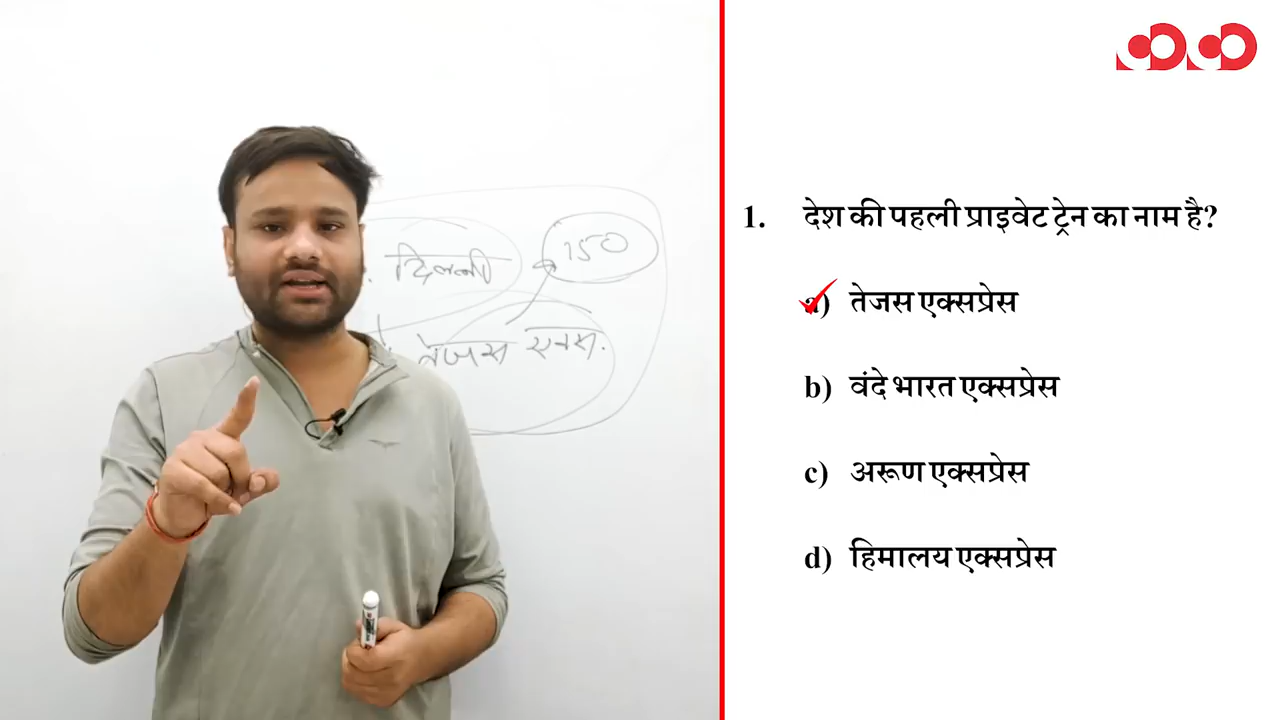 दिल्ली
150
तेजस एक्स.
1. देश की पहली प्राइवेट ट्रेन का नाम है?
a) तेजस एक्सप्रेस
b) वंदे भारत एक्सप्रेस
c) अरूण एक्सप्रेस
d) हिमालय एक्सप्रेस